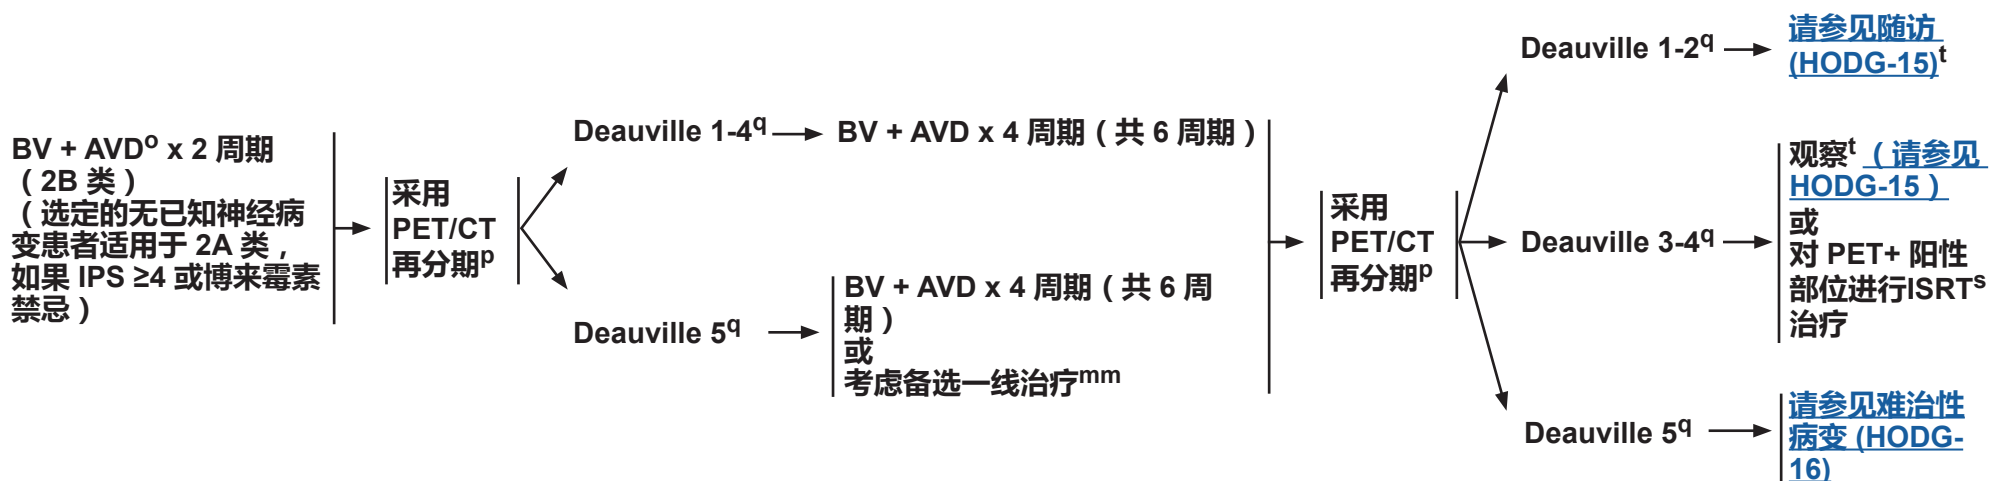 BV + AVDᵒ x 2 周期
（2B 类）
（选定的无已知神经病
变患者适用于 2A 类，
如果 IPS ≥4 或博来霉素
禁忌）
采用
PET/CT
再分期ᵖ
Deauville 1-4q
BV + AVD x 4 周期（共 6 周期）
Deauville 5q
BV + AVD x 4 周期（共 6 周
期）
或
考虑备选一线治疗ᵐᵐ
采用
PET/CT
再分期ᵖ
Deauville 1-2q
请参见随访
(HODG-15)ᵗ
Deauville 3-4q
观察ᵗ（请参见
HODG-15）
或
对 PET+ 阳性
部位进行ISRTˢ
治疗
Deauville 5q
请参见难治性
病变 (HODG-
16)